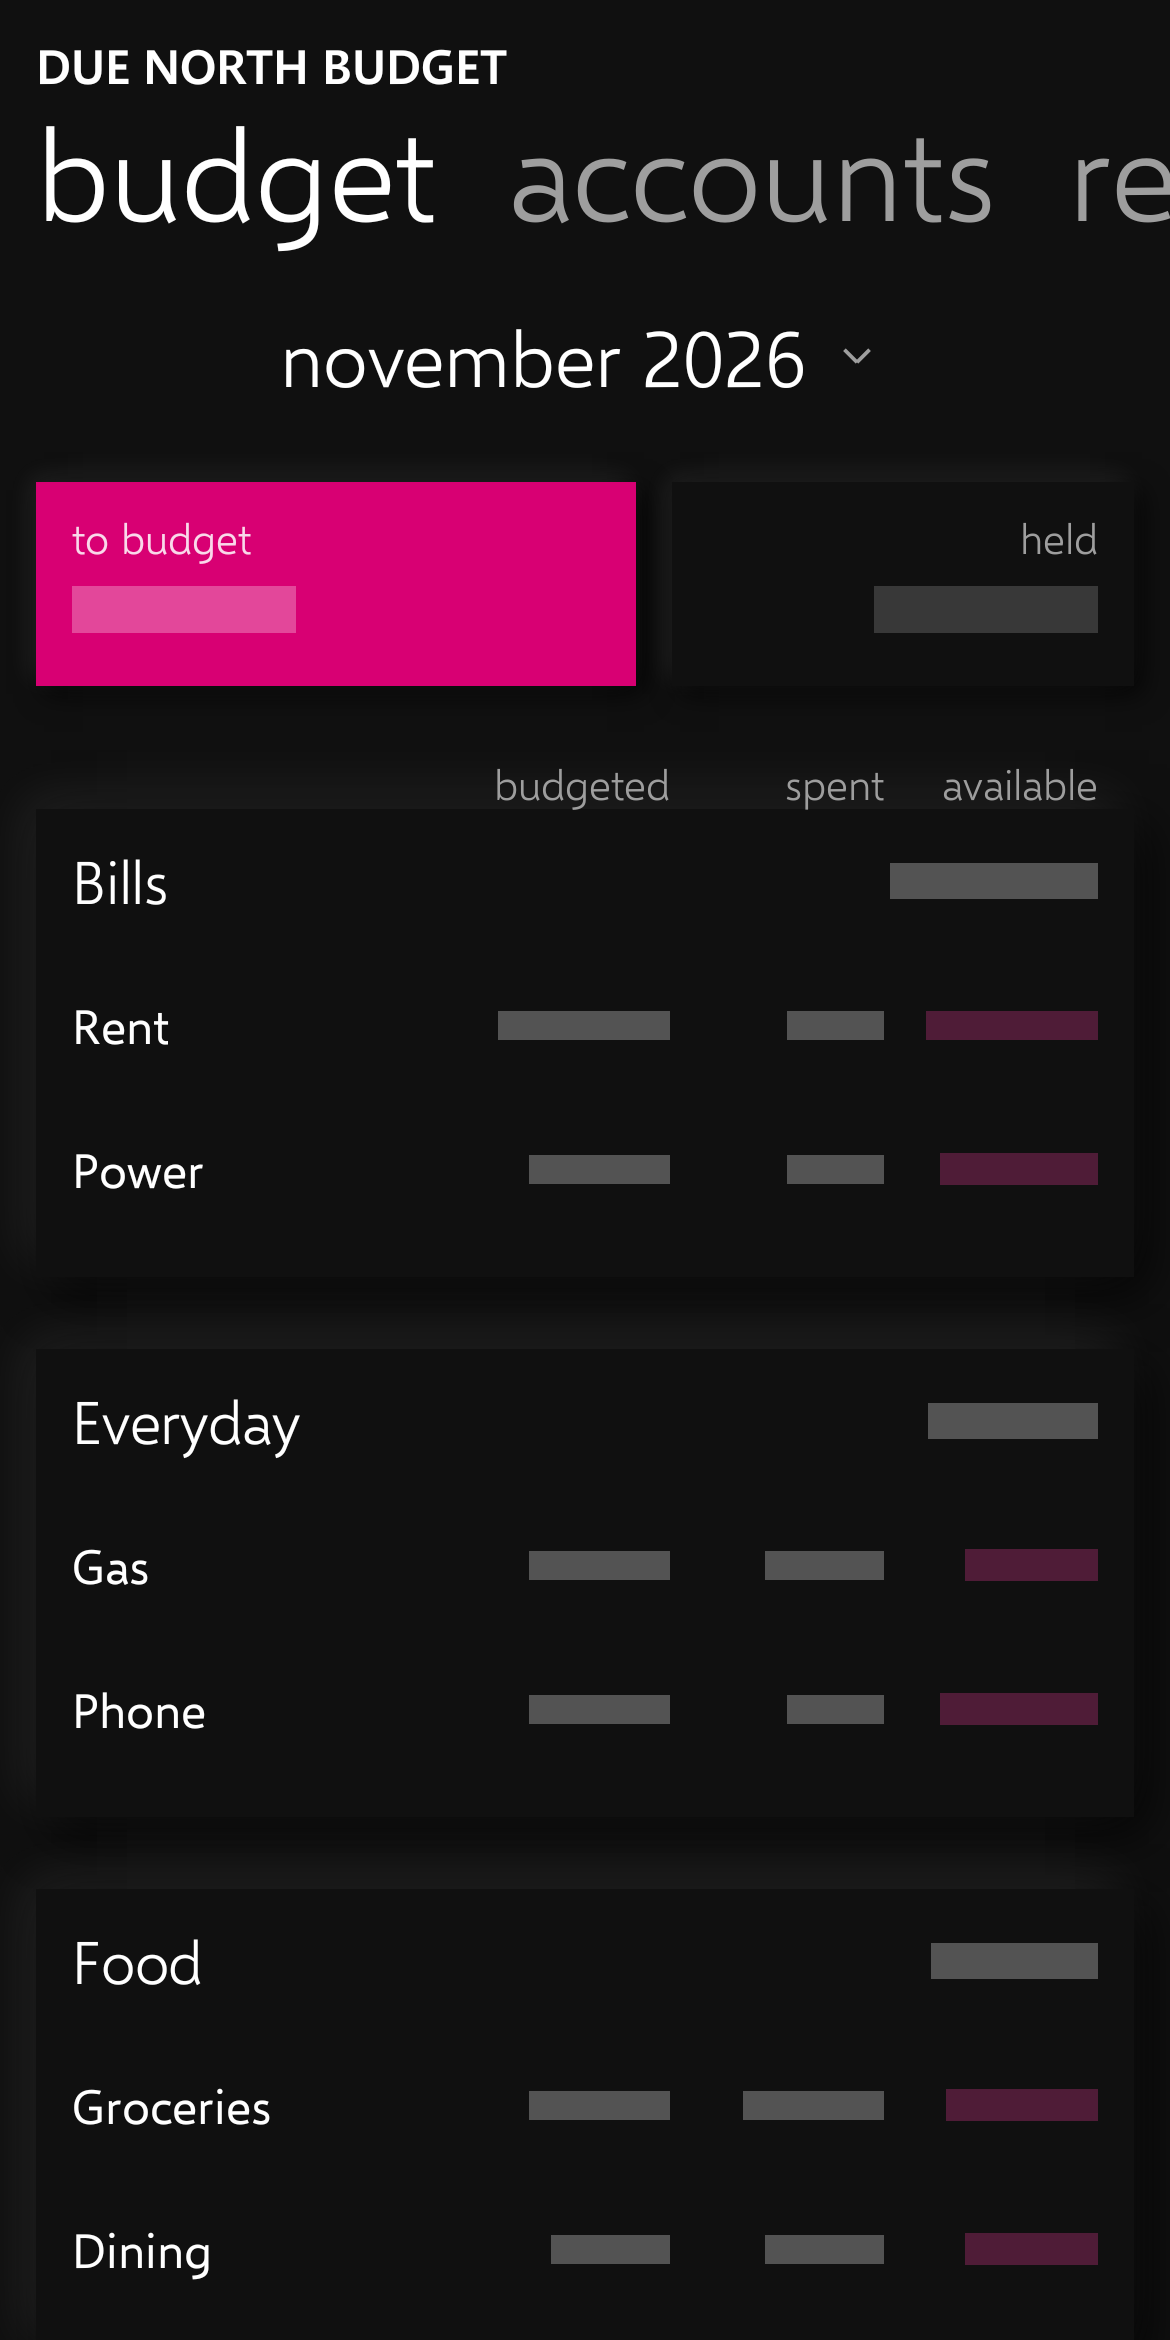 DUE NORTH BUDGET
budget accounts re
november 2026
to budget held
budgeted spent available
Bills
Rent
Power
Everyday
Gas
Phone
Food
Groceries
Dining